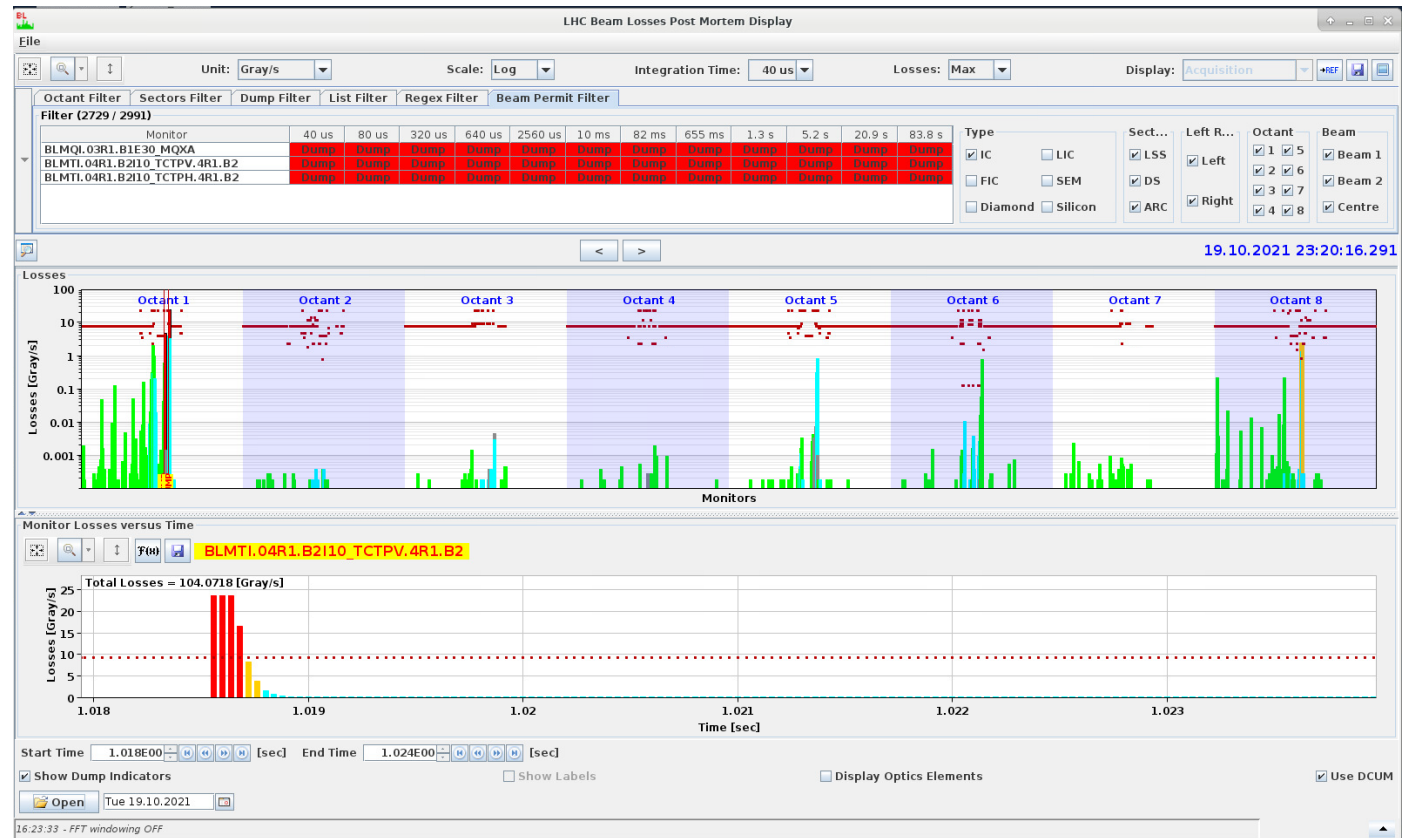 BL
LHC Beam Losses Post Mortem Display
File
Unit: Gray/s Scale: Log Integration Time: 40 us Losses: Max Display: Acquisition →REF
Octant Filter Sectors Filter Dump Filter List Filter Regex Filter Beam Permit Filter
Filter (2729 / 2991)
Monitor 40 us 80 us 320 us 640 us 2560 us 10 ms 82 ms 655 ms 1.3 s 5.2 s 20.9 s 83.8 s
BLMQI.03R1.B1E30_MQXA Dump Dump Dump Dump Dump Dump Dump Dump Dump Dump Dump Dump
BLMTI.04R1.B2I10_TCTPV.4R1.B2 Dump Dump Dump Dump Dump Dump Dump Dump Dump Dump Dump Dump
BLMTI.04R1.B2I10_TCTPH.4R1.B2 Dump Dump Dump Dump Dump Dump Dump Dump Dump Dump Dump Dump
Type Sect... Left R... Octant Beam
IC LIC LSS Left 1 5 Beam 1
FIC SEM DS 2 6 Beam 2
Diamond Silicon ARC Right 3 7 Centre
4 8
< >
19.10.2021 23:20:16.291
Losses
Octant 1 Octant 2 Octant 3 Octant 4 Octant 5 Octant 6 Octant 7 Octant 8
100
10
1
0.1
0.01
0.001
Losses [Gray/s]
Monitors
Monitor Losses versus Time
F(x) BLMTI.04R1.B2I10_TCTPV.4R1.B2
Total Losses = 104.0718 [Gray/s]
25
20
15
10
5
0
Losses [Gray/s]
1.018 1.019 1.02 1.021 1.022 1.023
Time [sec]
Start Time 1.018E00 [sec] End Time 1.024E00 [sec]
Show Dump Indicators Show Labels Display Optics Elements Use DCUM
Open Tue 19.10.2021
16:23:33 - FFT windowing OFF